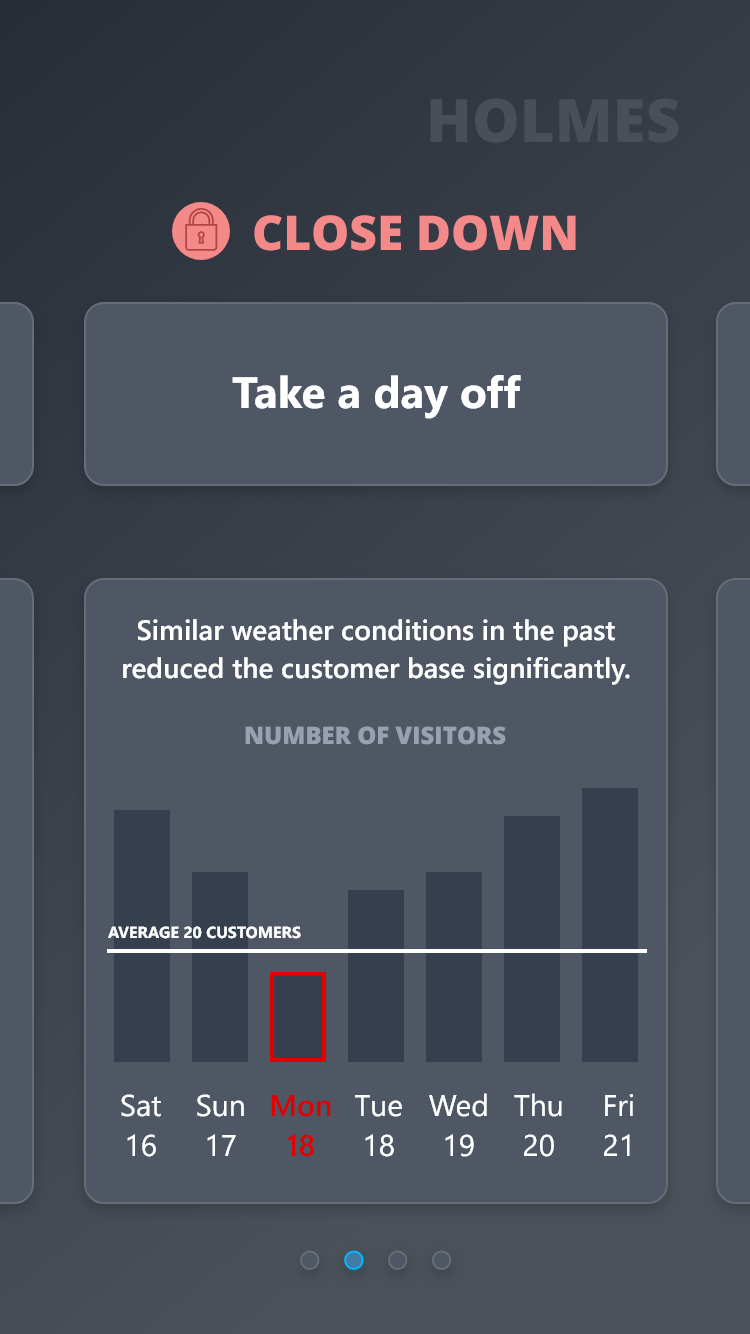 HOLMES
CLOSE DOWN
Take a day off
Similar weather conditions in the past
reduced the customer base significantly.
NUMBER OF VISITORS
AVERAGE 20 CUSTOMERS
Sat Sun Mon Tue Wed Thu Fri
16 17 18 18 19 20 21